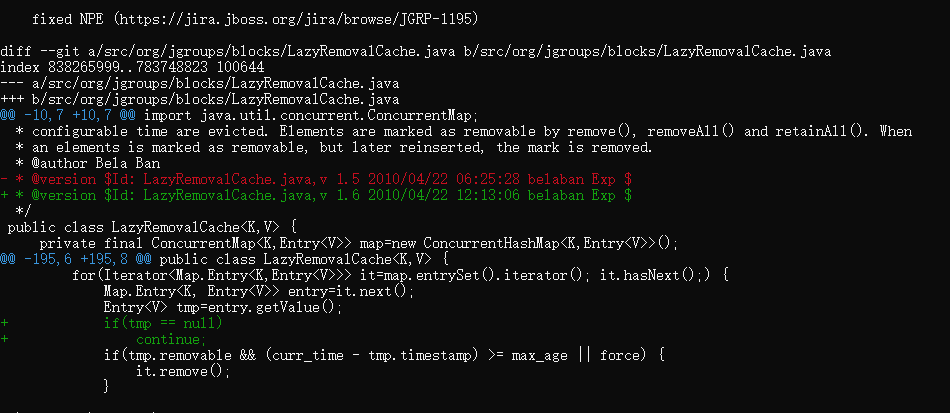 fixed NPE (https://jira.jboss.org/jira/browse/JGRP-1195)
diff --git a/src/org/jgroups/blocks/LazyRemovalCache.java b/src/org/jgroups/blocks/LazyRemovalCache.java
index 838265999..783748823 100644
--- a/src/org/jgroups/blocks/LazyRemovalCache.java
+++ b/src/org/jgroups/blocks/LazyRemovalCache.java
@@ -10,7 +10,7 @@ import java.util.concurrent.ConcurrentMap;
  * configurable time are evicted. Elements are marked as removable by remove(), removeAll() and retainAll(). When
  * an elements is marked as removable, but later reinserted, the mark is removed.
  * @author Bela Ban
- * @version $Id: LazyRemovalCache.java,v 1.5 2010/04/22 06:25:28 belaban Exp $
+ * @version $Id: LazyRemovalCache.java,v 1.6 2010/04/22 12:13:06 belaban Exp $
  */
 public class LazyRemovalCache<K,V> {
     private final ConcurrentMap<K,Entry<V>> map=new ConcurrentHashMap<K,Entry<V>>();
@@ -195,6 +195,8 @@ public class LazyRemovalCache<K,V> {
         for(Iterator<Map.Entry<K,Entry<V>>> it=map.entrySet().iterator(); it.hasNext();) {
             Map.Entry<K, Entry<V>> entry=it.next();
             Entry<V> tmp=entry.getValue();
+            if(tmp == null)
+                continue;
             if(tmp.removable && (curr_time - tmp.timestamp) >= max_age || force) {
                 it.remove();
             }